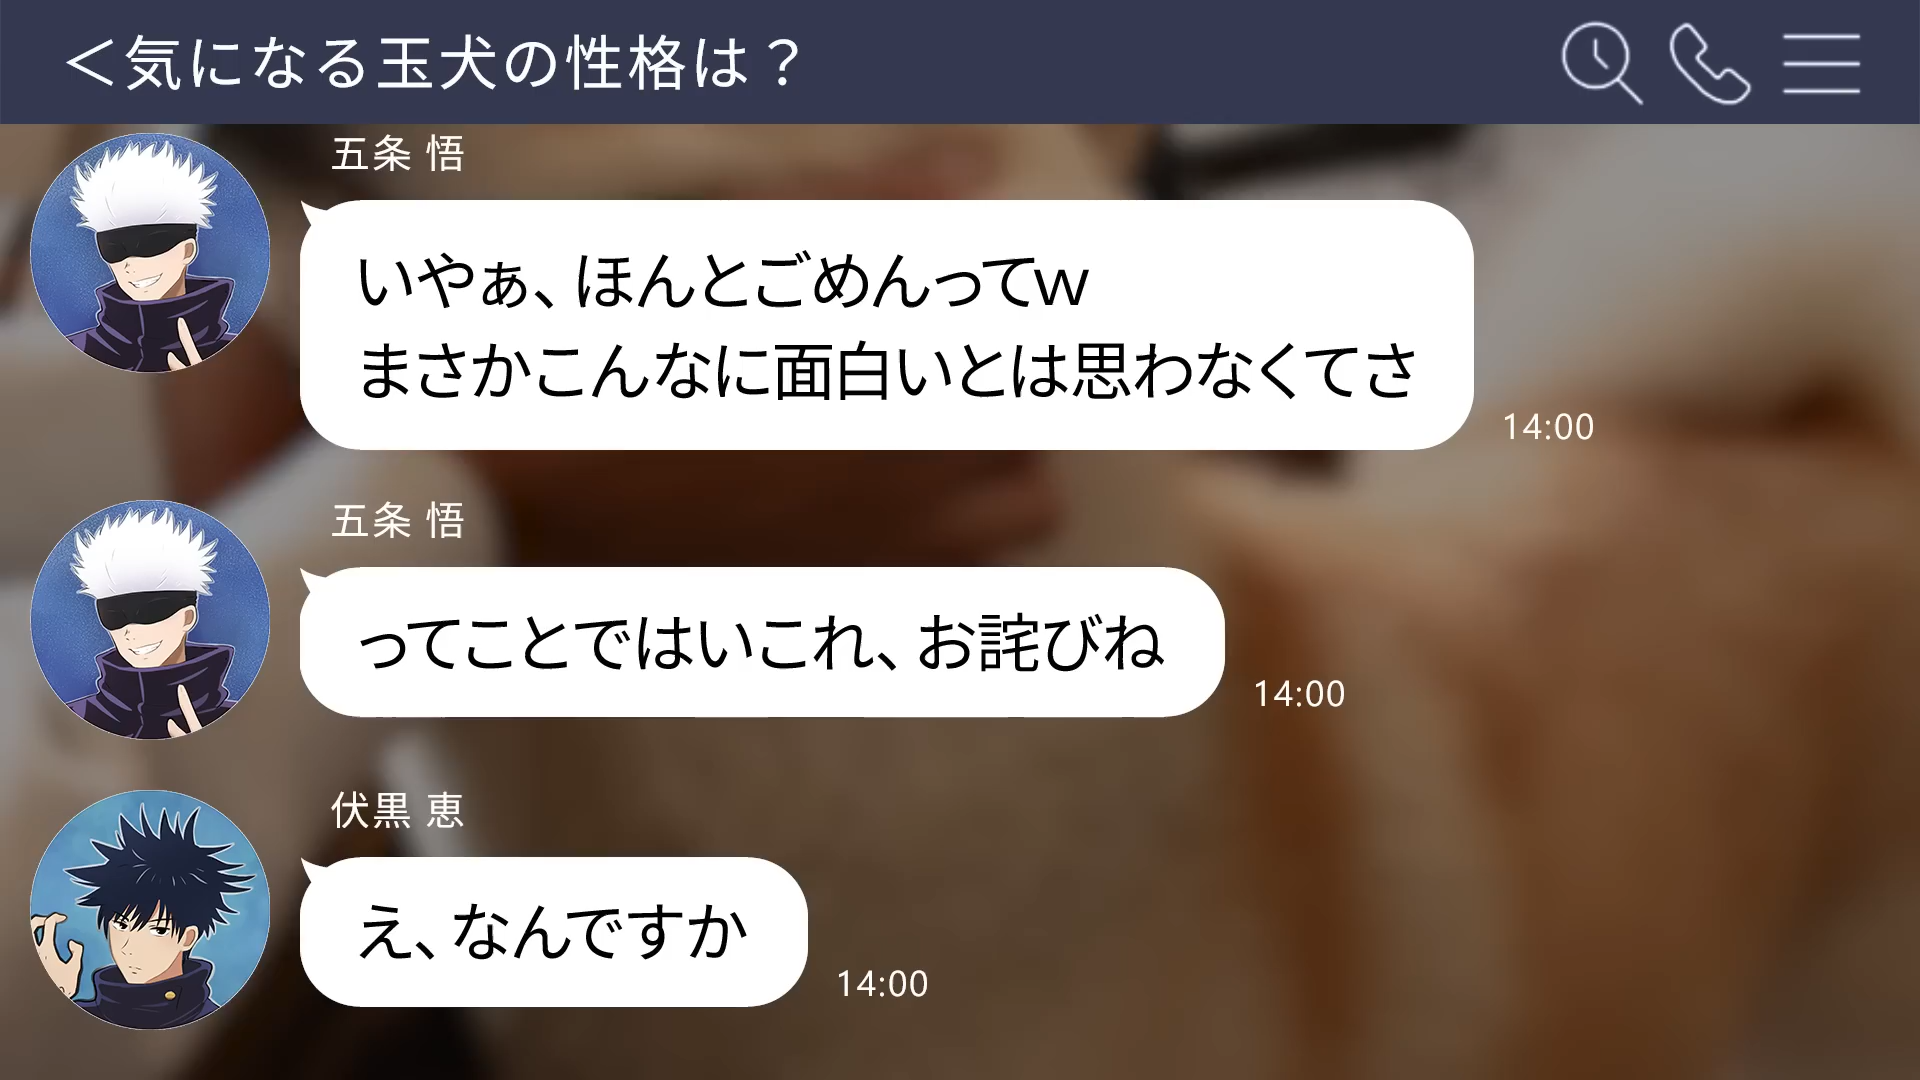 ＜気になる玉犬の性格は？
五条 悟
いやぁ、ほんとごめんってw
まさかこんなに面白いとは思わなくてさ
14:00
五条 悟
ってことではいこれ、お詫びね
14:00
伏黒 恵
え、なんですか
14:00